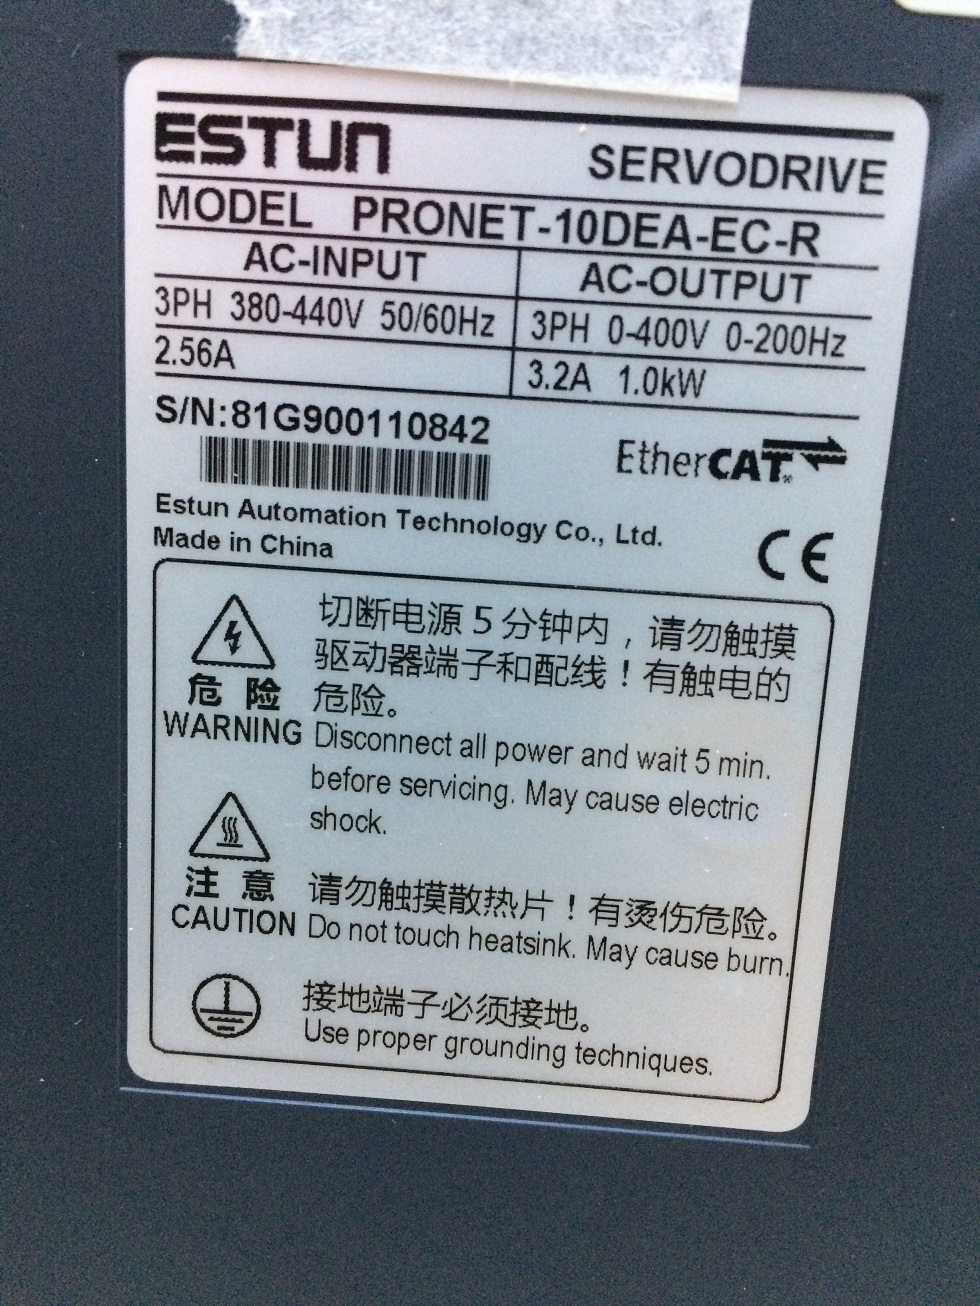 ESTUN
SERVODRIVE
MODEL PRONET-10DEA-EC-R
AC-INPUT
AC-OUTPUT
3PH 380-440V 50/60Hz
3PH 0-400V 0-200Hz
2.56A
3.2A 1.0kW
S/N:81G900110842
EtherCAT
Estun Automation Technology Co., Ltd.
Made in China
CE
危险
WARNING
切断电源5分钟内，请勿触摸
驱动器端子和配线！有触电的
危险。
Disconnect all power and wait 5 min.
before servicing. May cause electric
shock.
注意
CAUTION
请勿触摸散热片！有烫伤危险。
Do not touch heatsink. May cause burn.
接地端子必须接地。
Use proper grounding techniques.